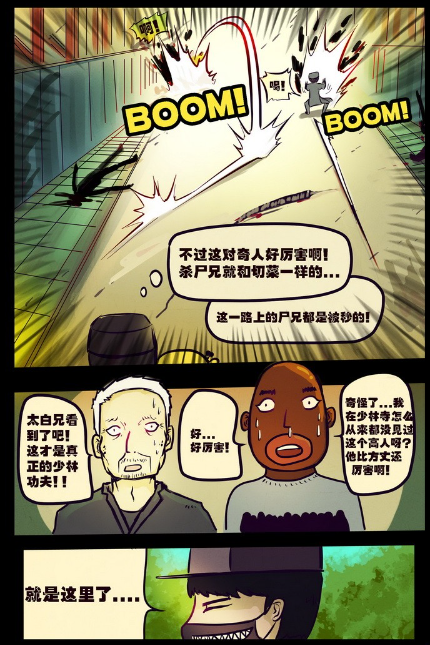 啊!
BOOM!
呃!
BOOM!
不过这对奇人好厉害啊!
杀尸兄就和切菜一样的...
这一路上的尸兄都是被秒的!
太白兄看
到了吧!
这才是真
正的少林
功夫!!
好...
好厉害!
奇怪了...我
在少林寺怎么
从来都没见过
这个高人呀?
他比方丈还
厉害啊!
就是这里了....